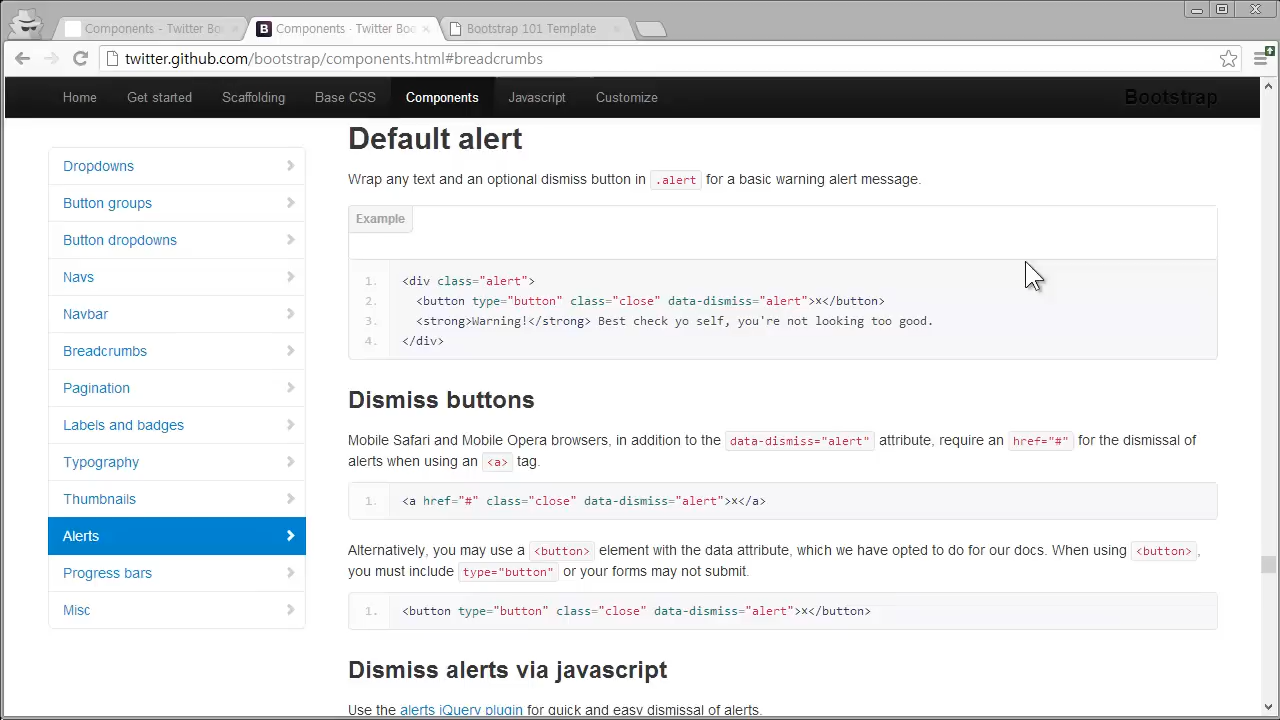 Components - Twitter Bo
Components - Twitter Boo
Bootstrap 101 Template
twitter.github.com/bootstrap/components.html#breadcrumbs
Home Get started Scaffolding Base CSS Components Javascript Customize Bootstrap
Dropdowns
Button groups
Button dropdowns
Navs
Navbar
Breadcrumbs
Pagination
Labels and badges
Typography
Thumbnails
Alerts
Progress bars
Misc
Default alert
Wrap any text and an optional dismiss button in .alert for a basic warning alert message.
Example
1. <div class="alert">
2. <button type="button" class="close" data-dismiss="alert">×</button>
3. <strong>Warning!</strong> Best check yo self, you're not looking too good.
4. </div>
Dismiss buttons
Mobile Safari and Mobile Opera browsers, in addition to the data-dismiss="alert" attribute, require an href="#" for the dismissal of
alerts when using an <a> tag.
1. <a href="#" class="close" data-dismiss="alert">×</a>
Alternatively, you may use a <button> element with the data attribute, which we have opted to do for our docs. When using <button>,
you must include type="button" or your forms may not submit.
1. <button type="button" class="close" data-dismiss="alert">×</button>
Dismiss alerts via javascript
Use the alerts jQuery plugin for quick and easy dismissal of alerts.